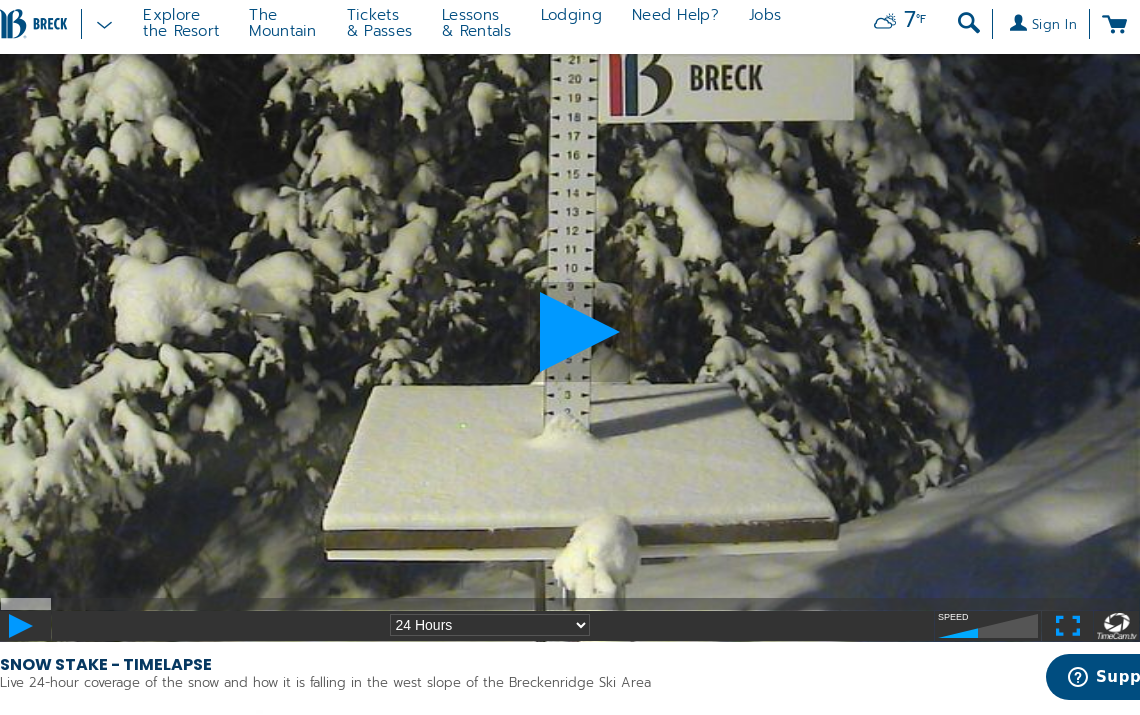 BRECK
Explore
the Resort
The
Mountain
Tickets
& Passes
Lessons
& Rentals
Lodging
Need Help?
Jobs
7°F
Sign In
BRECK
21
20
19
18
17
16
15
14
13
12
11
10
9
4
3
2
24 Hours
SPEED
TimeCam.tv
SNOW STAKE - TIMELAPSE
Live 24-hour coverage of the snow and how it is falling in the west slope of the Breckenridge Ski Area
Supp